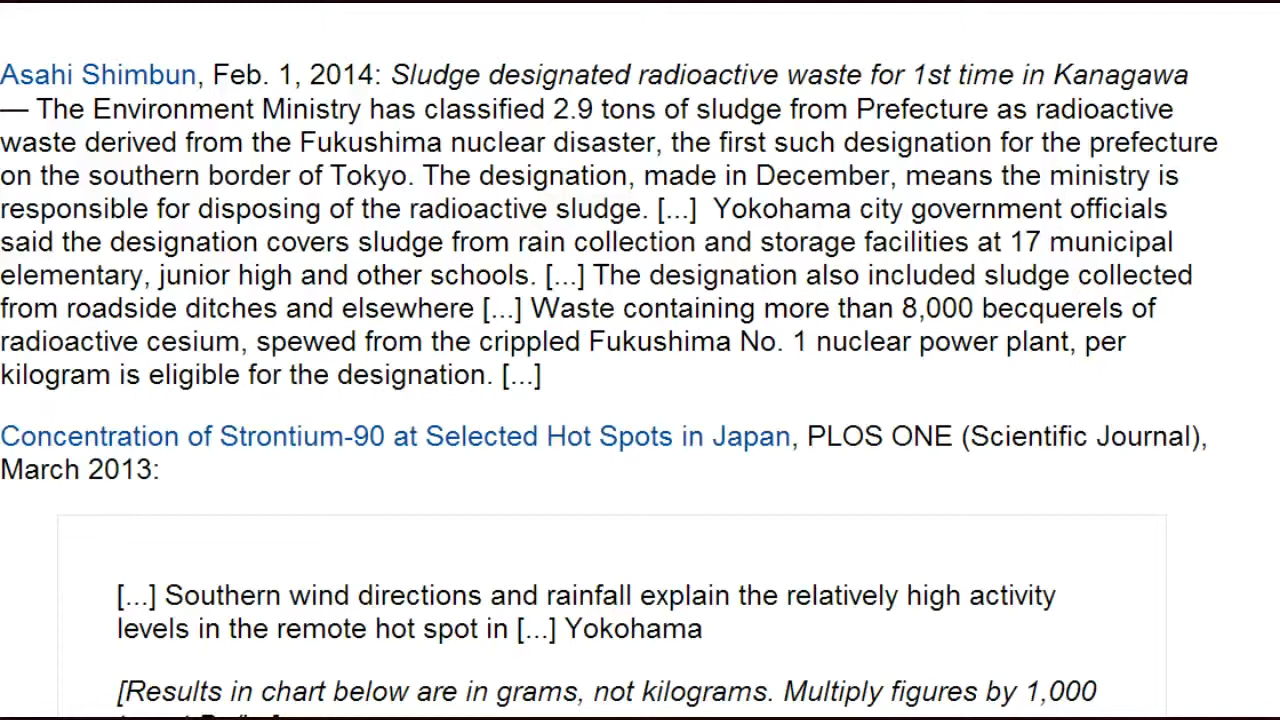 Asahi Shimbun, Feb. 1, 2014: Sludge designated radioactive waste for 1st time in Kanagawa
— The Environment Ministry has classified 2.9 tons of sludge from Prefecture as radioactive
waste derived from the Fukushima nuclear disaster, the first such designation for the prefecture
on the southern border of Tokyo. The designation, made in December, means the ministry is
responsible for disposing of the radioactive sludge. [...]  Yokohama city government officials
said the designation covers sludge from rain collection and storage facilities at 17 municipal
elementary, junior high and other schools. [...] The designation also included sludge collected
from roadside ditches and elsewhere [...] Waste containing more than 8,000 becquerels of
radioactive cesium, spewed from the crippled Fukushima No. 1 nuclear power plant, per
kilogram is eligible for the designation. [...]
Concentration of Strontium-90 at Selected Hot Spots in Japan, PLOS ONE (Scientific Journal),
March 2013:
[...] Southern wind directions and rainfall explain the relatively high activity
levels in the remote hot spot in [...] Yokohama
[Results in chart below are in grams, not kilograms. Multiply figures by 1,000